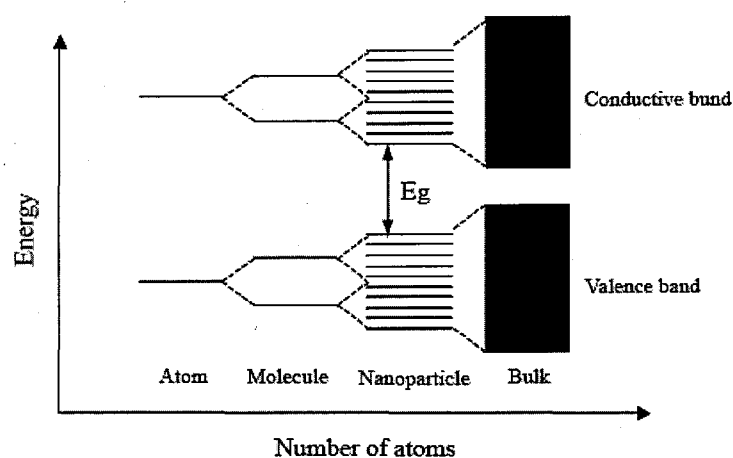 Conductive bund
Eg
Energy
Valence band
Atom Molecule Nanoparticle Bulk
Number of atoms